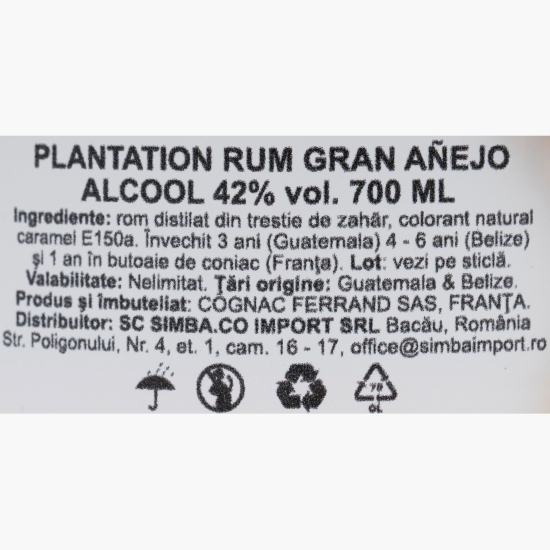 PLANTATION RUM GRAN AÑEJO
ALCOOL 42% vol. 700 ML
Ingrediente: rom distilat din trestie de zahăr, colorant natural
caramel E150a. Învechit 3 ani (Guatemala) 4 - 6 ani (Belize)
și 1 an în butoaie de coniac (Franţa). Lot: vezi pe sticlă.
Valabilitate: Nelimitat. Ţări origine: Guatemala & Belize.
Produs și îmbuteliat: COGNAC FERRAND SAS, FRANŢA.
Distribuitor: SC SIMBA.CO IMPORT SRL Bacău, România
Str. Poligonului, Nr. 4, et. 1, cam. 16 - 17, office@simbaimport.ro
70
GL